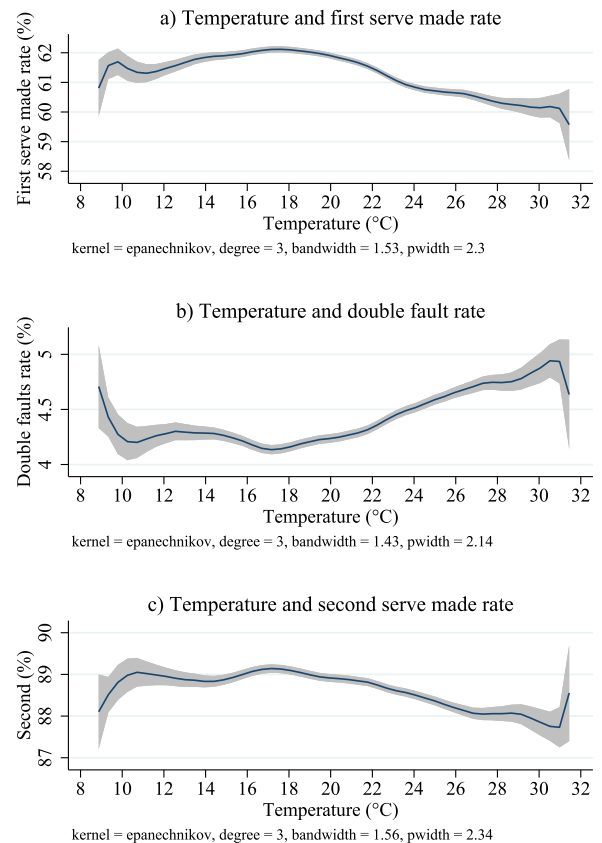 a) Temperature and first serve made rate
First serve made rate (%)
62
61
60
59
58
8 10 12 14 16 18 20 22 24 26 28 30 32
Temperature (°C)
kernel = epanechnikov, degree = 3, bandwidth = 1.53, pwidth = 2.3
b) Temperature and double fault rate
Double faults rate (%)
5
4.5
4
8 10 12 14 16 18 20 22 24 26 28 30 32
Temperature (°C)
kernel = epanechnikov, degree = 3, bandwidth = 1.43, pwidth = 2.14
c) Temperature and second serve made rate
Second (%)
90
89
88
87
8 10 12 14 16 18 20 22 24 26 28 30 32
Temperature (°C)
kernel = epanechnikov, degree = 3, bandwidth = 1.56, pwidth = 2.34